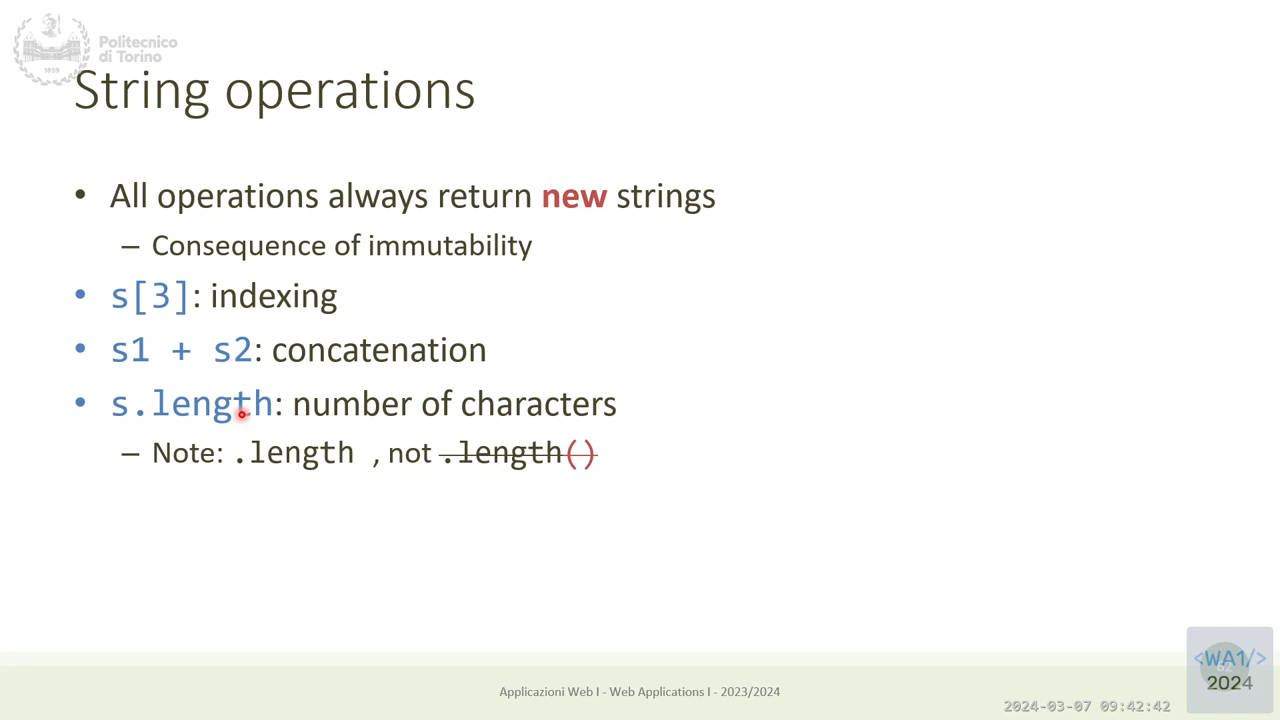 Politecnico
di Torino
1859
String operations
• All operations always return new strings
– Consequence of immutability
• s[3]: indexing
• s1 + s2: concatenation
• s.length: number of characters
– Note: .length , not .length()
Applicazioni Web I - Web Applications I - 2023/2024
2024-03-07 09:42:42
<WA1/>
62
2024